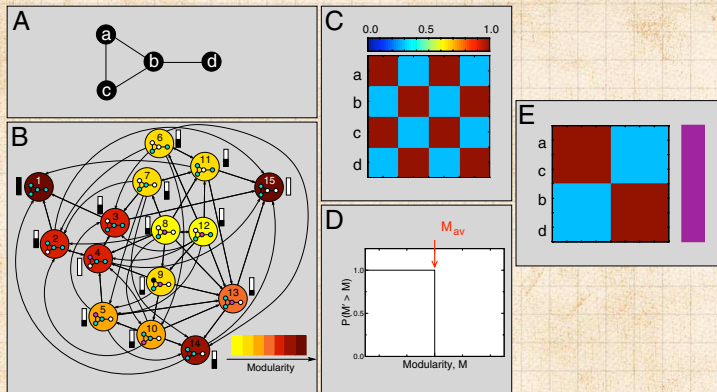 A
a
b
d
c
B
6
11
1
7
15
3
8
12
2
4
9
13
5
10
14
Modularity
C
0.0 0.5 1.0
a
b
c
d
D
M_av
1.0
0.5
0.0
P(M' > M)
Modularity, M
E
a
c
b
d